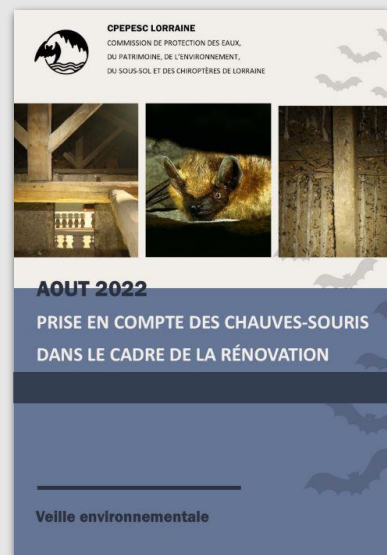 CPEPESC LORRAINE
COMMISSION DE PROTECTION DES EAUX,
DU PATRIMOINE, DE L'ENVIRONNEMENT,
DU SOUS-SOL ET DES CHIROPTÈRES DE LORRAINE
AOUT 2022
PRISE EN COMPTE DES CHAUVES-SOURIS
DANS LE CADRE DE LA RÉNOVATION
Veille environnementale